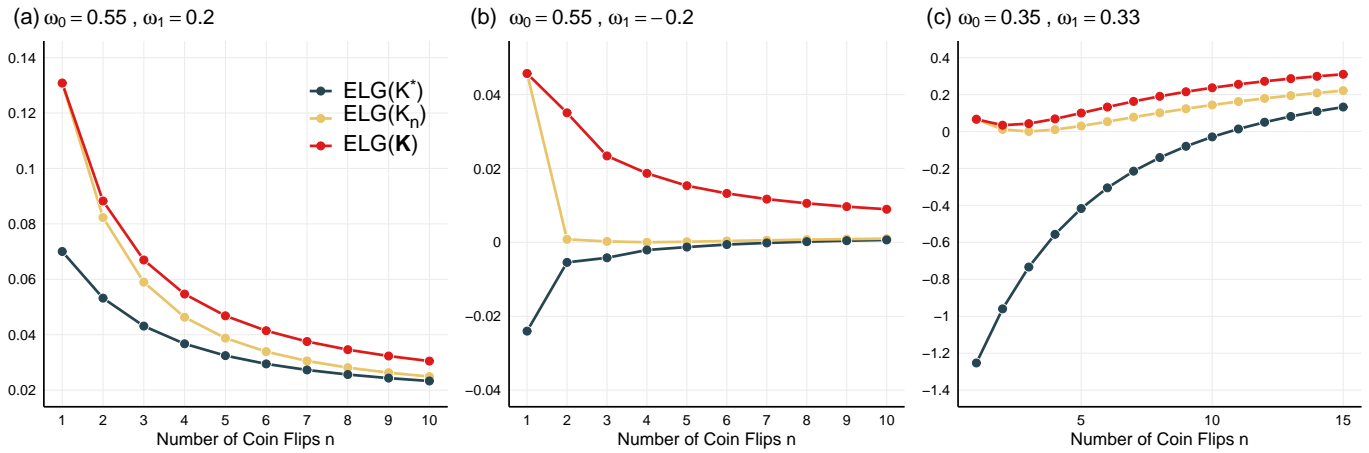 (a) ω₀ = 0.55 , ω₁ = 0.2
0.14
0.12
0.1
0.08
0.06
0.04
0.02
ELG(K*)
ELG(Kₙ)
ELG(K)
1 2 3 4 5 6 7 8 9 10
Number of Coin Flips n
(b) ω₀ = 0.55 , ω₁ = −0.2
0.04
0.02
0
−0.02
−0.04
1 2 3 4 5 6 7 8 9 10
Number of Coin Flips n
(c) ω₀ = 0.35 , ω₁ = 0.33
0.4
0.2
0
−0.2
−0.4
−0.6
−0.8
−1
−1.2
−1.4
5 10 15
Number of Coin Flips n